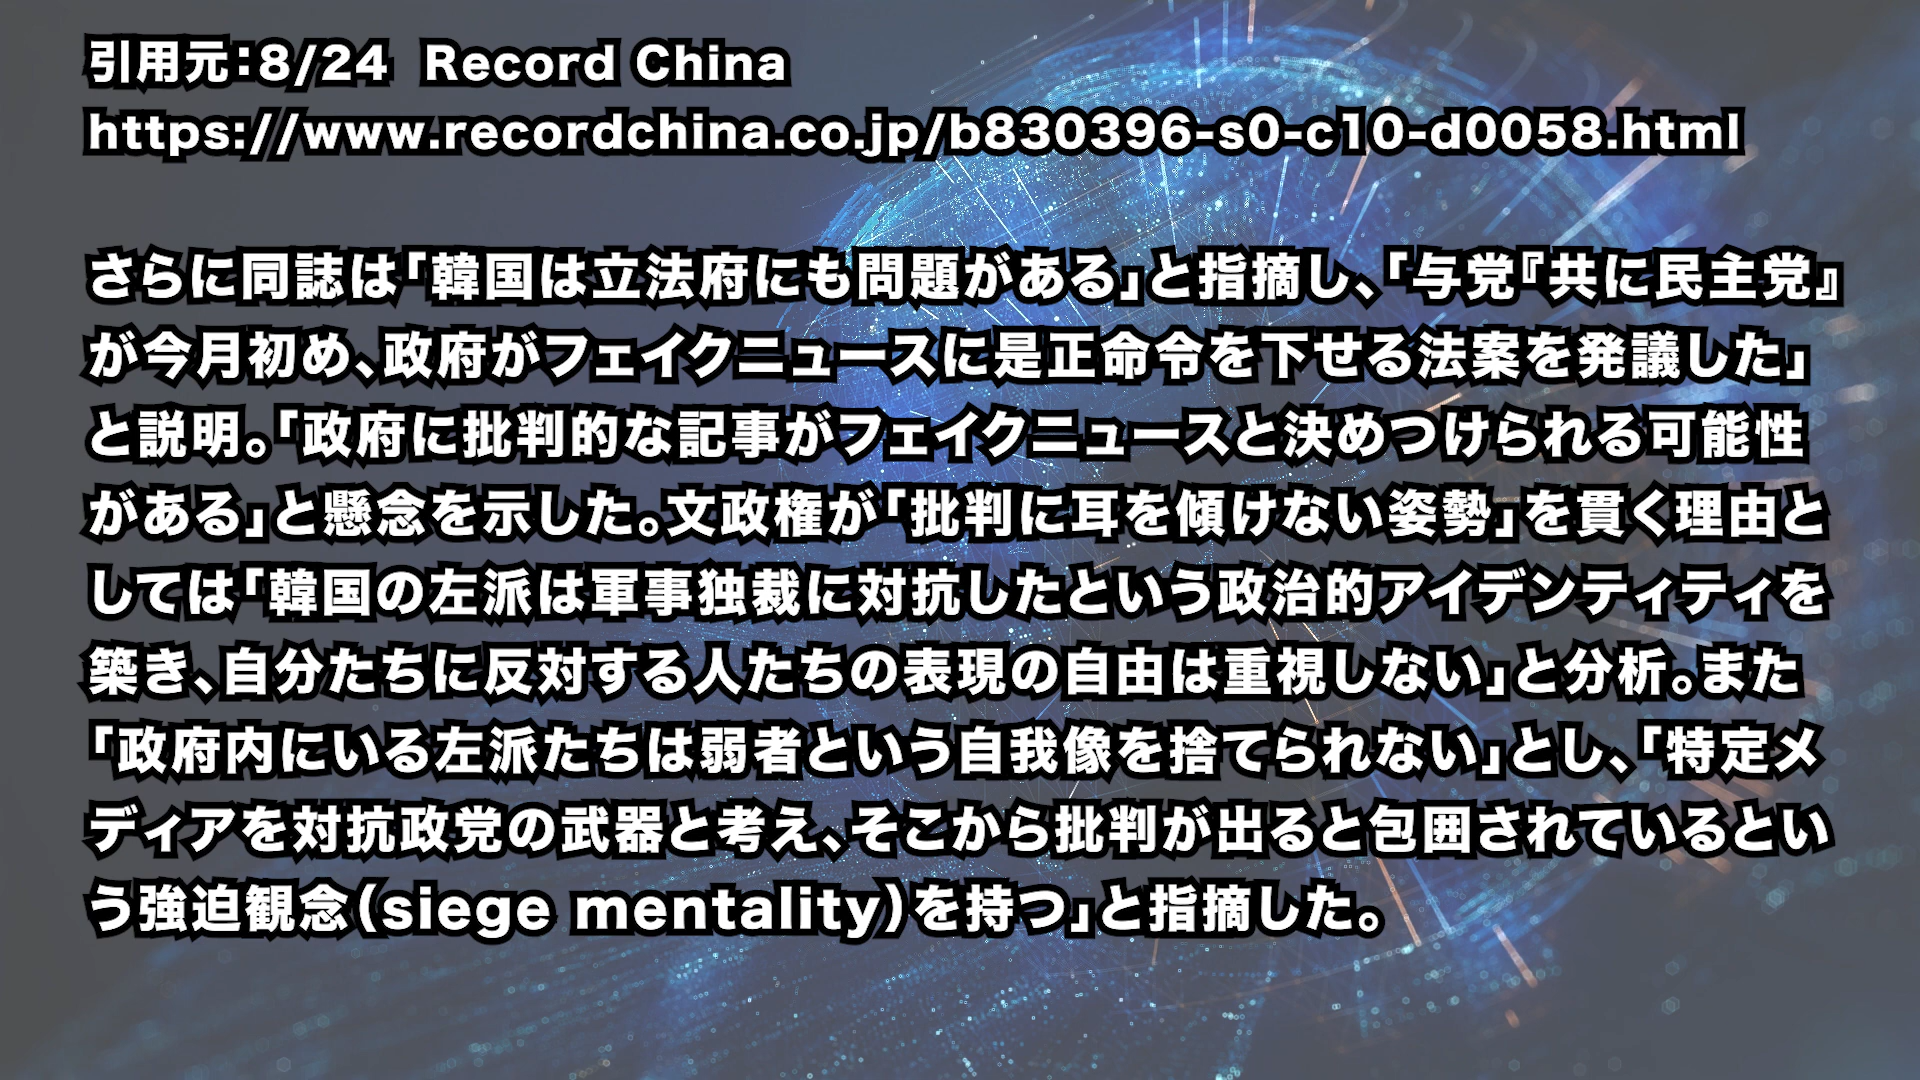 引用元：8/24 Record China
https://www.recordchina.co.jp/b830396-s0-c10-d0058.html
さらに同誌は「韓国は立法府にも問題がある」と指摘し、「与党『共に民主党』
が今月初め、政府がフェイクニュースに是正命令を下せる法案を発議した」
と説明。「政府に批判的な記事がフェイクニュースと決めつけられる可能性
がある」と懸念を示した。文政権が「批判に耳を傾けない姿勢」を貫く理由と
しては「韓国の左派は軍事独裁に対抗したという政治的アイデンティティを
築き、自分たちに反対する人たちの表現の自由は重視しない」と分析。また
「政府内にいる左派たちは弱者という自我像を捨てられない」とし、「特定メ
ディアを対抗政党の武器と考え、そこから批判が出ると包囲されているとい
う強迫観念（siege mentality）を持つ」と指摘した。